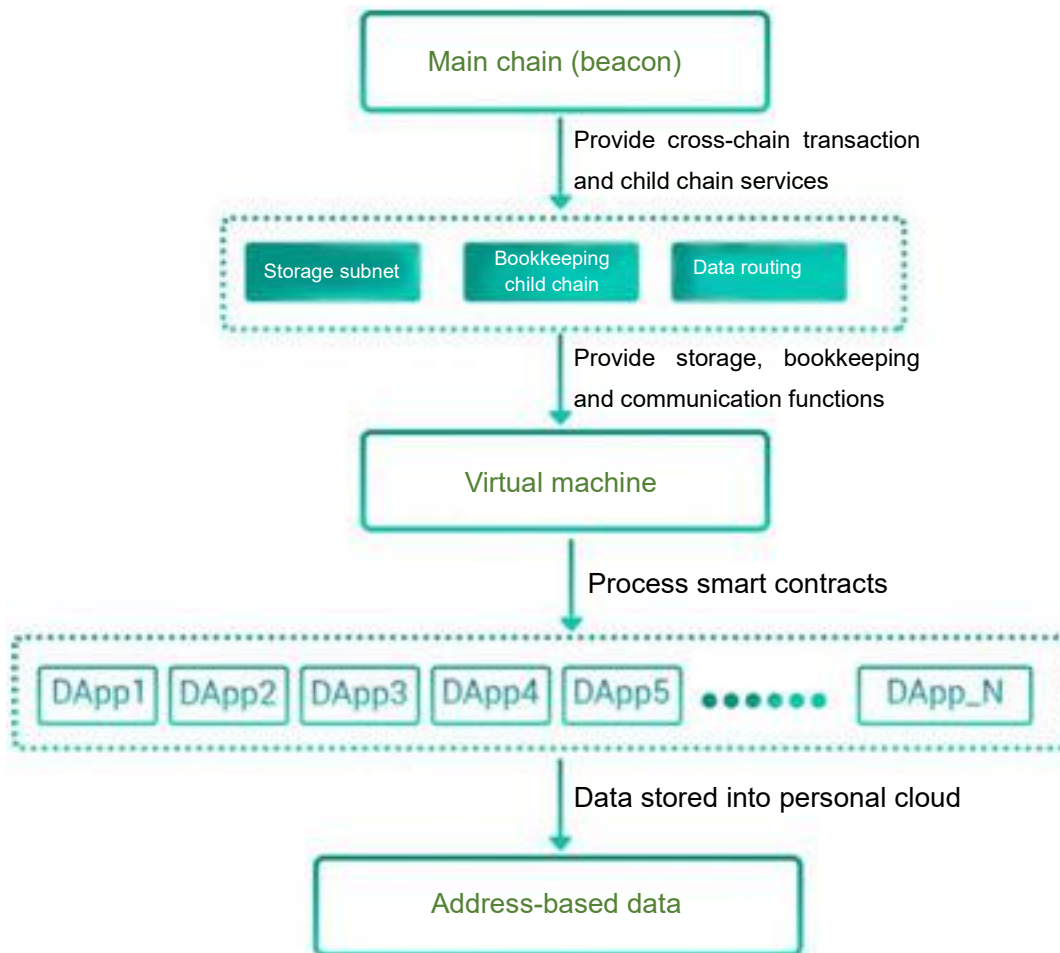 Main chain (beacon)
Provide cross-chain transaction
and child chain services
Storage subnet
Bookkeeping
child chain
Data routing
Provide storage, bookkeeping
and communication functions
Virtual machine
Process smart contracts
DApp1 DApp2 DApp3 DApp4 DApp5 DApp_N
Data stored into personal cloud
Address-based data